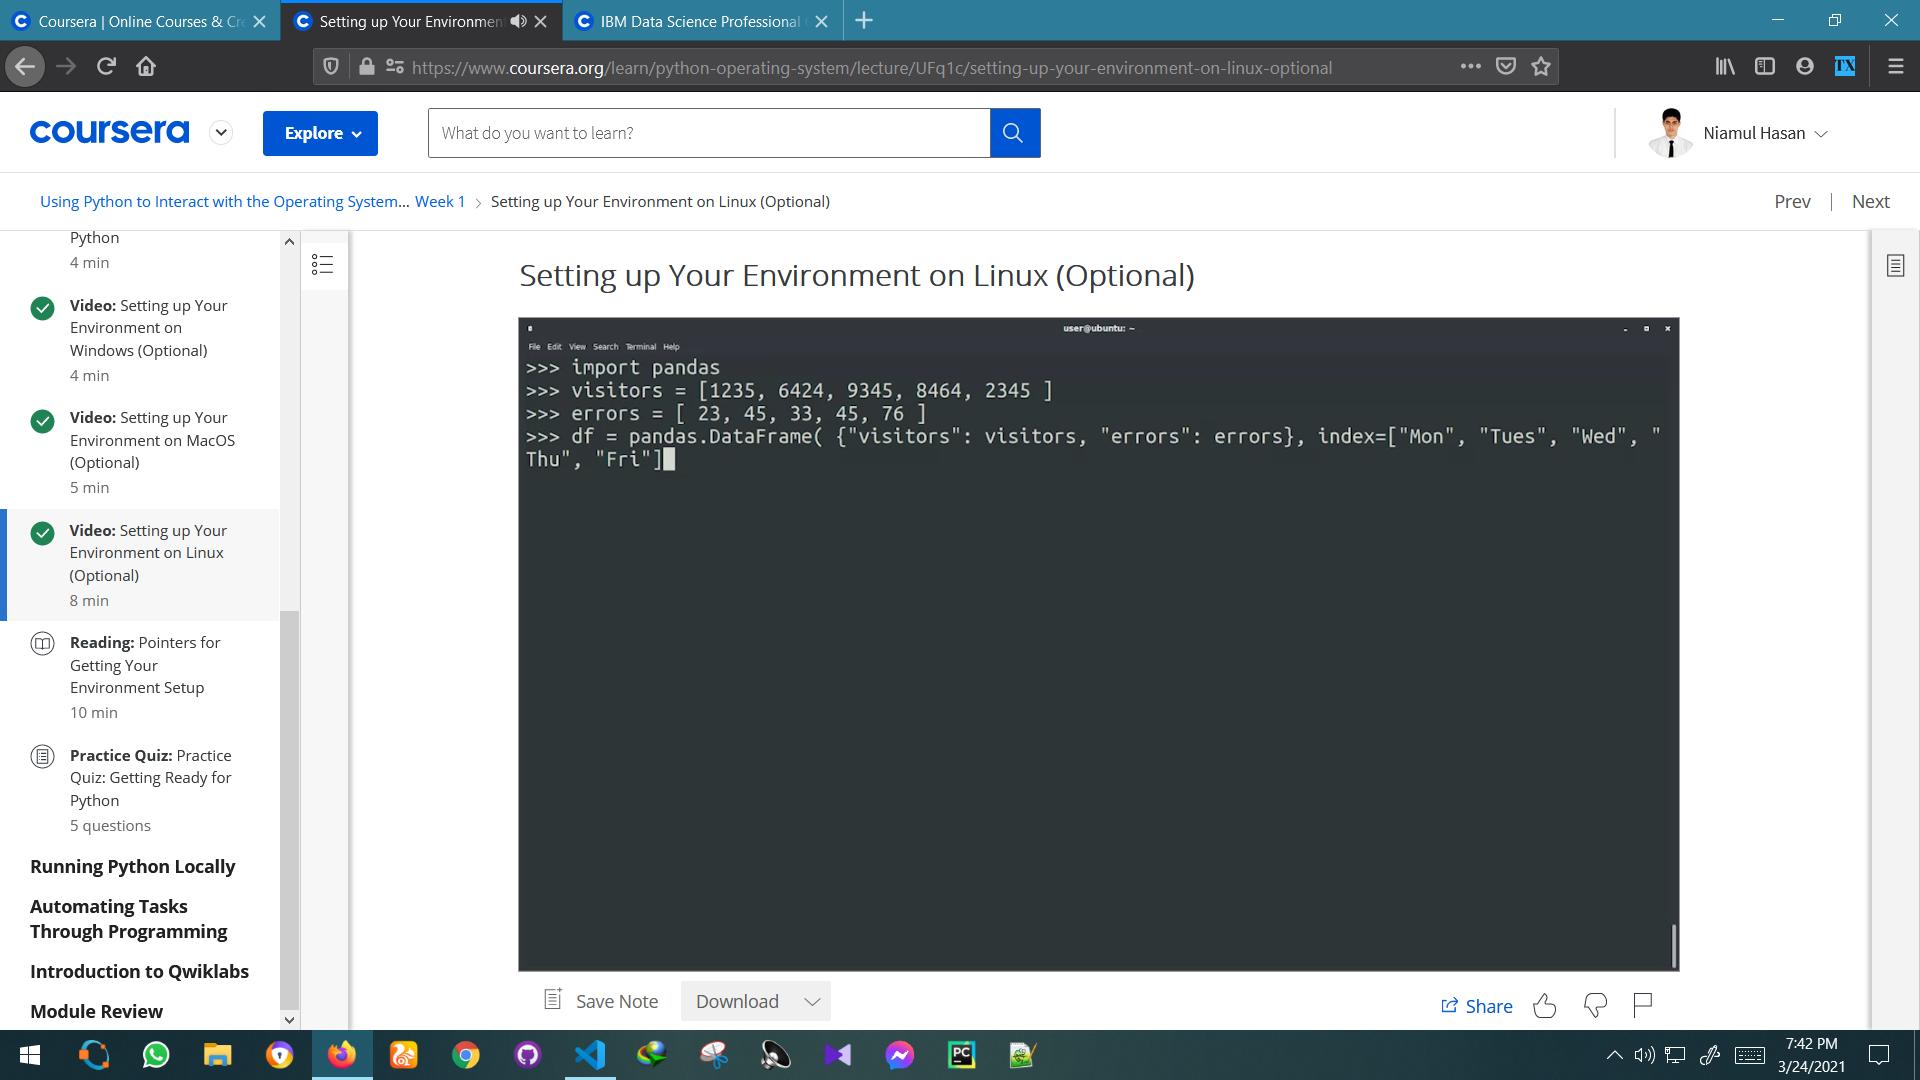 Coursera | Online Courses & Cre
Setting up Your Environmen
IBM Data Science Professional
https://www.coursera.org/learn/python-operating-system/lecture/UFq1c/setting-up-your-environment-on-linux-optional
TX
coursera
Explore
What do you want to learn?
Niamul Hasan
Using Python to Interact with the Operating System... Week 1 > Setting up Your Environment on Linux (Optional)
Prev | Next
Python
4 min
Video: Setting up Your
Environment on
Windows (Optional)
4 min
Video: Setting up Your
Environment on MacOS
(Optional)
5 min
Video: Setting up Your
Environment on Linux
(Optional)
8 min
Reading: Pointers for
Getting Your
Environment Setup
10 min
Practice Quiz: Practice
Quiz: Getting Ready for
Python
5 questions
Running Python Locally
Automating Tasks
Through Programming
Introduction to Qwiklabs
Module Review
Setting up Your Environment on Linux (Optional)
user@ubuntu: ~
File Edit View Search Terminal Help
>>> import pandas
>>> visitors = [1235, 6424, 9345, 8464, 2345 ]
>>> errors = [ 23, 45, 33, 45, 76 ]
>>> df = pandas.DataFrame( {"visitors": visitors, "errors": errors}, index=["Mon", "Tues", "Wed", "
Thu", "Fri"]
Save Note
Download
Share
PC
7:42 PM
3/24/2021